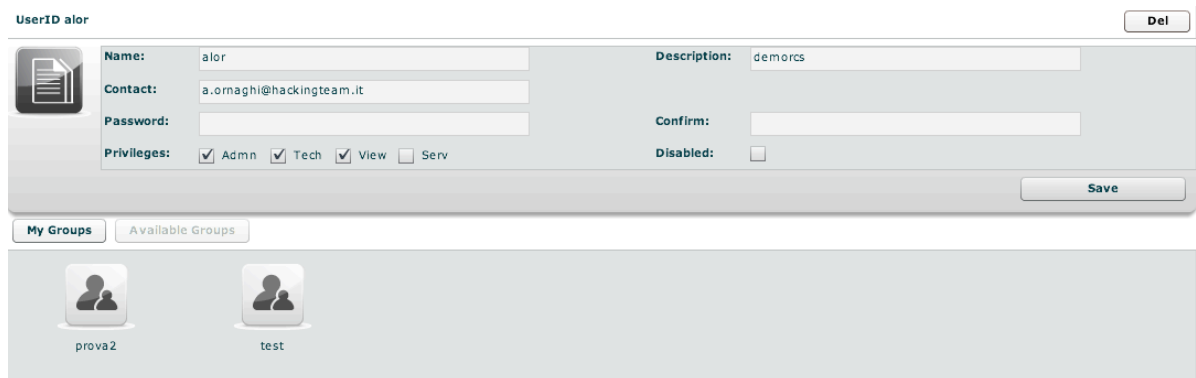 UserID alor
Del
Name: alor Description: demorcs
Contact: a.ornaghi@hackingteam.it
Password: Confirm:
Privileges: Admn Tech View Serv Disabled:
Save
My Groups Available Groups
prova2 test